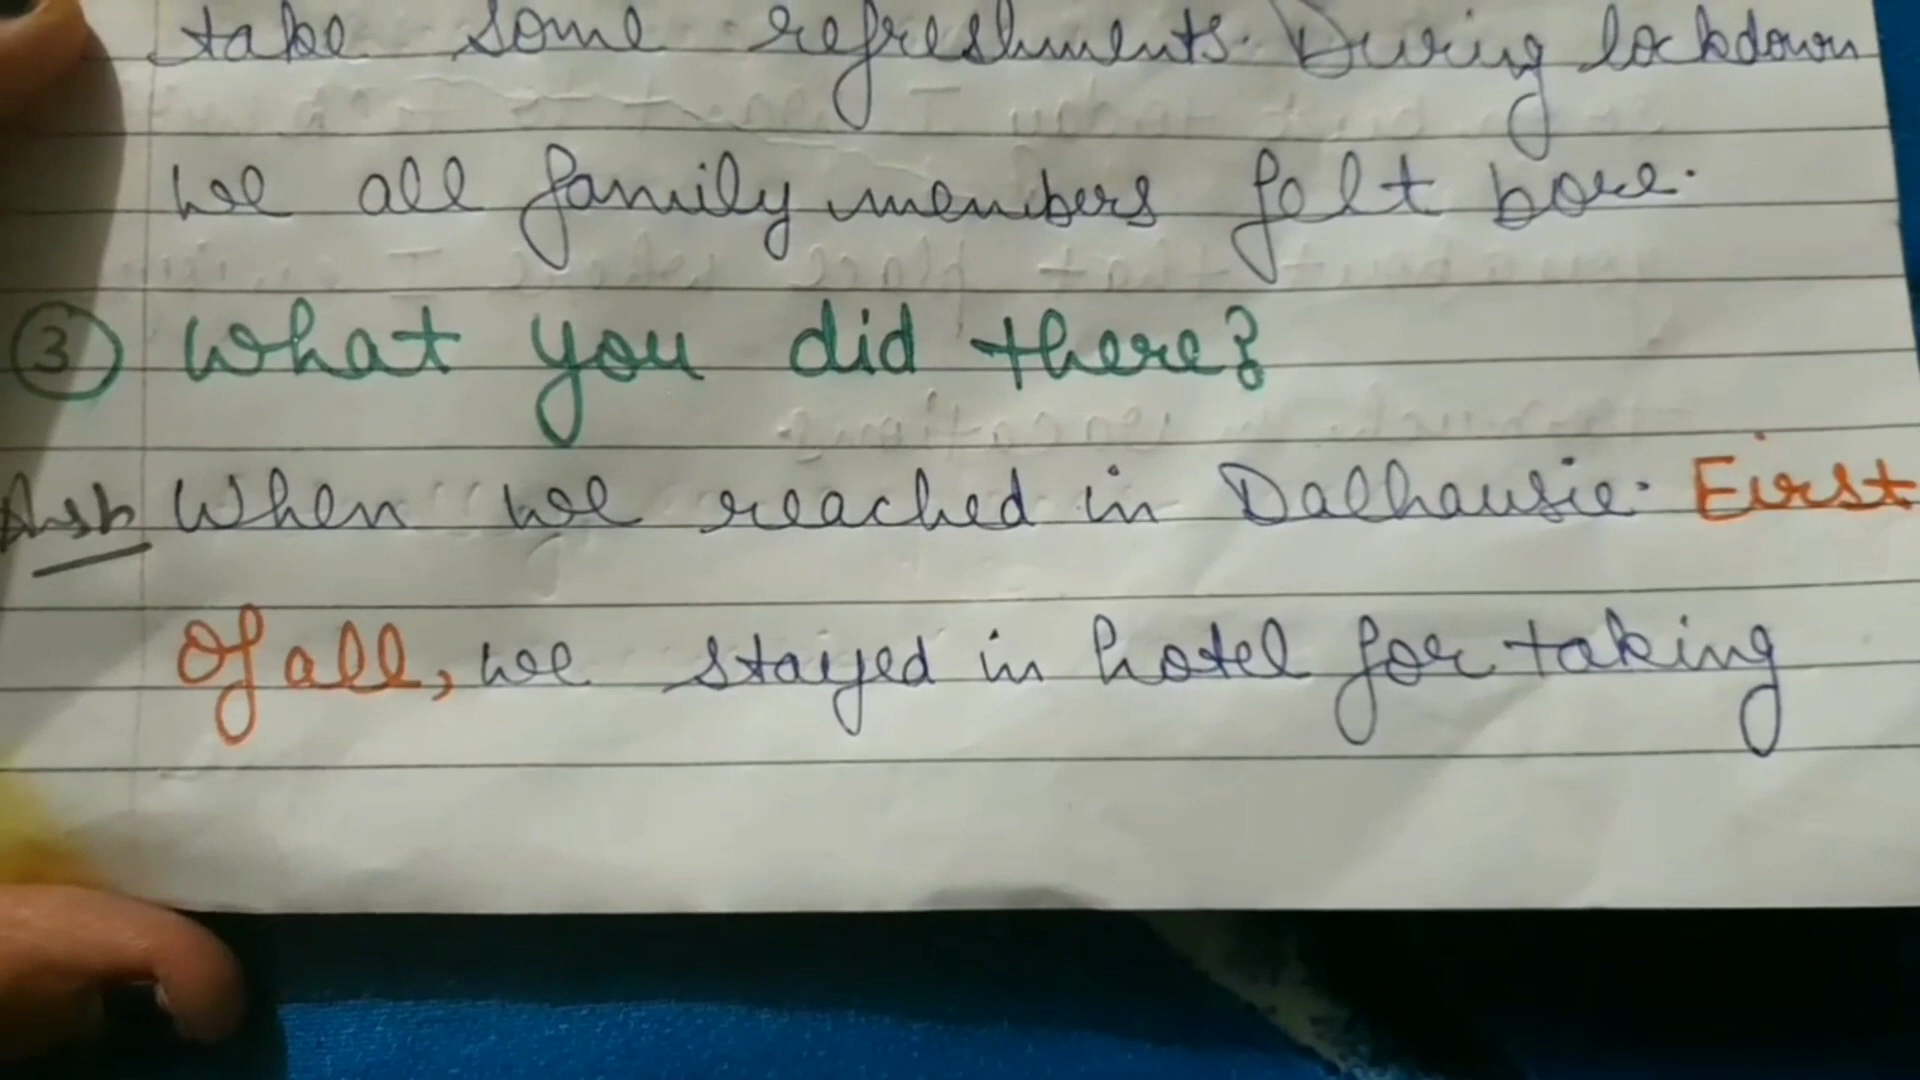 take some refreshments. During lockdown
we all family members felt bore.
③ What you did there?
Ans When we reached in Dalhausie. First
Of all, we stayed in hotel for taking